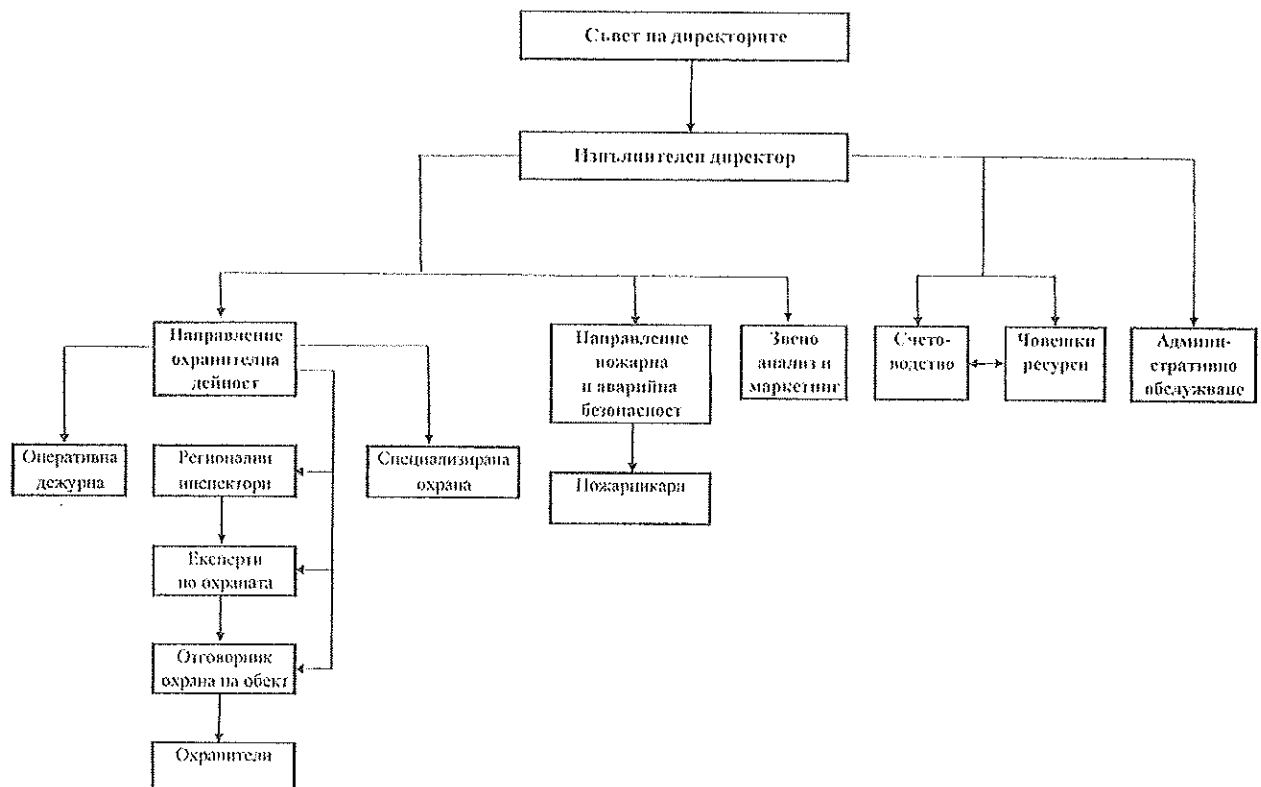 Съвет на директорите
Изпълнителен директор
Направление
охранителна
дейност
Направление
пожарна
и аварийна
безопасност
Звено
анализ и
маркетинг
Счето-
водство
Човешки
ресурси
Админи-
стративно
обслужване
Оперативна
дежурна
Регионални
инспектори
Специализирана
охрана
Пожарникари
Експерти
по охраната
Отговорник
охрана на обект
Охранители